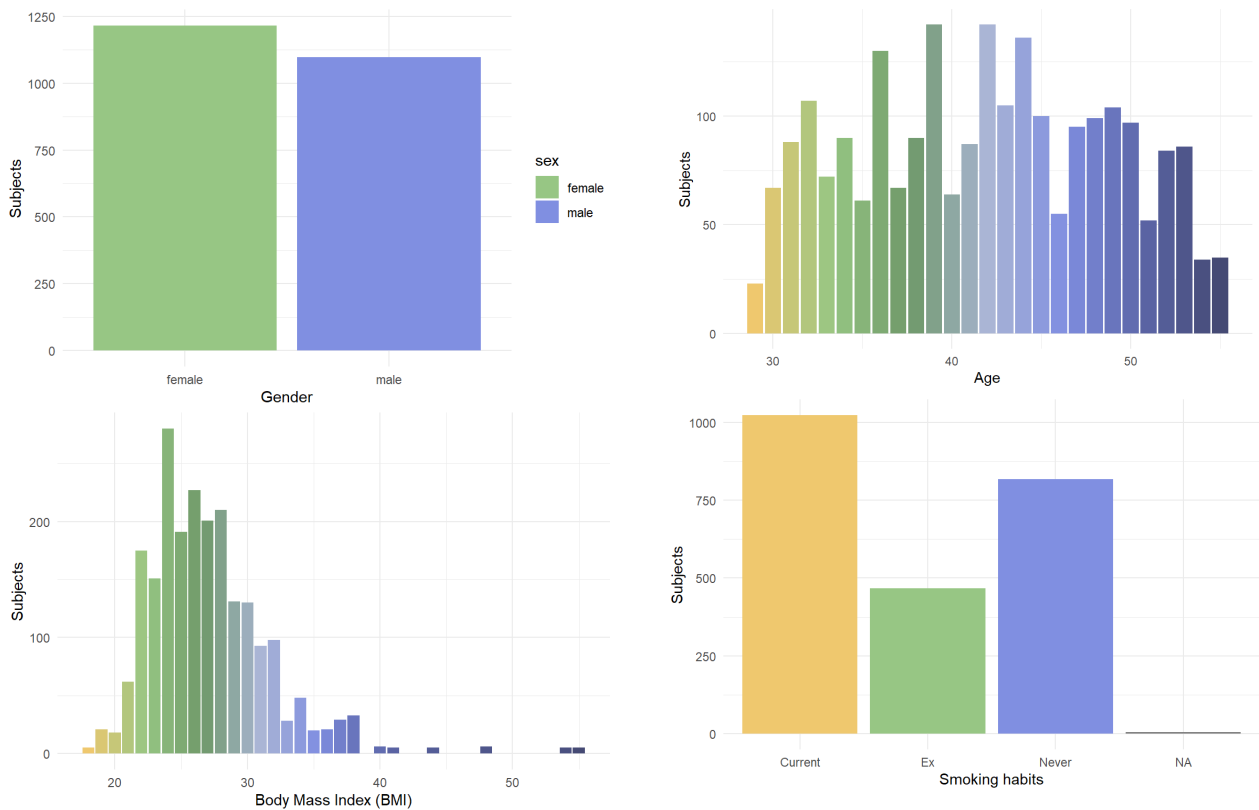 1250
1000
750
500
250
0
Subjects
female male
Gender
sex
female
male
100
50
0
Subjects
30 40 50
Age
200
100
0
Subjects
20 30 40 50
Body Mass Index (BMI)
1000
750
500
250
0
Subjects
Current Ex Never NA
Smoking habits